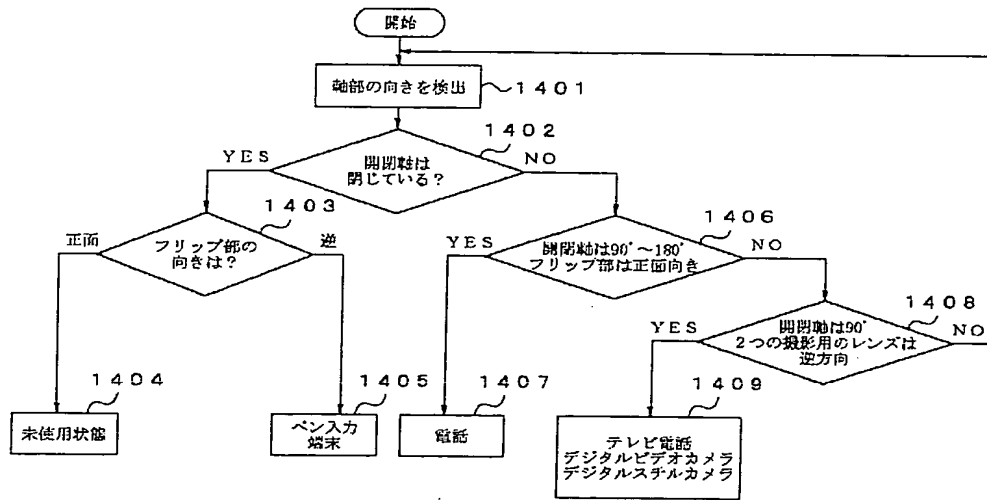 開始
軸部の向きを検出
1401
1402
YES
NO
開閉軸は
閉じている?
1403
正面
逆
フリップ部の
向きは?
1406
YES
NO
開閉軸は90°~180°
フリップ部は正面向き
1408
YES
NO
開閉軸は90°
2つの撮影用のレンズは
逆方向
1404
未使用状態
1405
ペン入力
端末
1407
電話
1409
テレビ電話
デジタルビデオカメラ
デジタルスチルカメラ